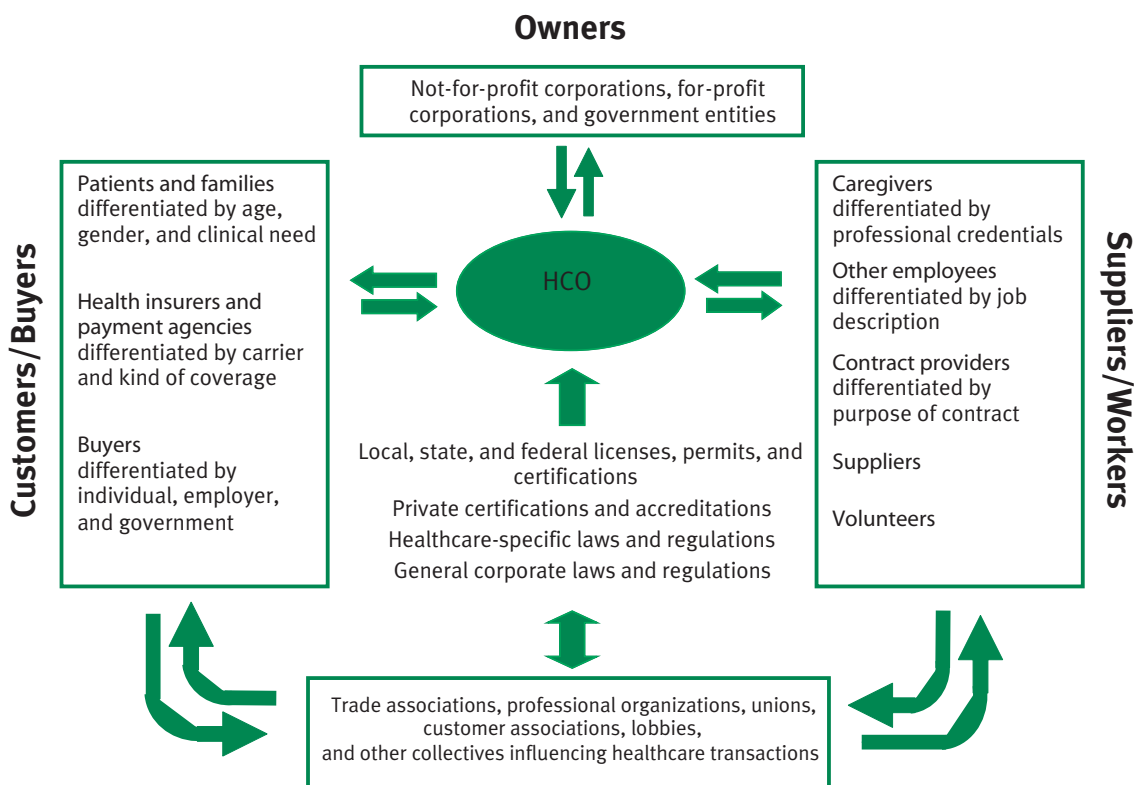 Owners
Not-for-profit corporations, for-profit
corporations, and government entities
Customers/Buyers
Patients and families
differentiated by age,
gender, and clinical need
Health insurers and
payment agencies
differentiated by carrier
and kind of coverage
Buyers
differentiated by
individual, employer,
and government
HCO
Local, state, and federal licenses, permits, and
certifications
Private certifications and accreditations
Healthcare-specific laws and regulations
General corporate laws and regulations
Caregivers
differentiated by
professional credentials
Other employees
differentiated by job
description
Contract providers
differentiated by
purpose of contract
Suppliers
Volunteers
Suppliers/Workers
Trade associations, professional organizations, unions,
customer associations, lobbies,
and other collectives influencing healthcare transactions